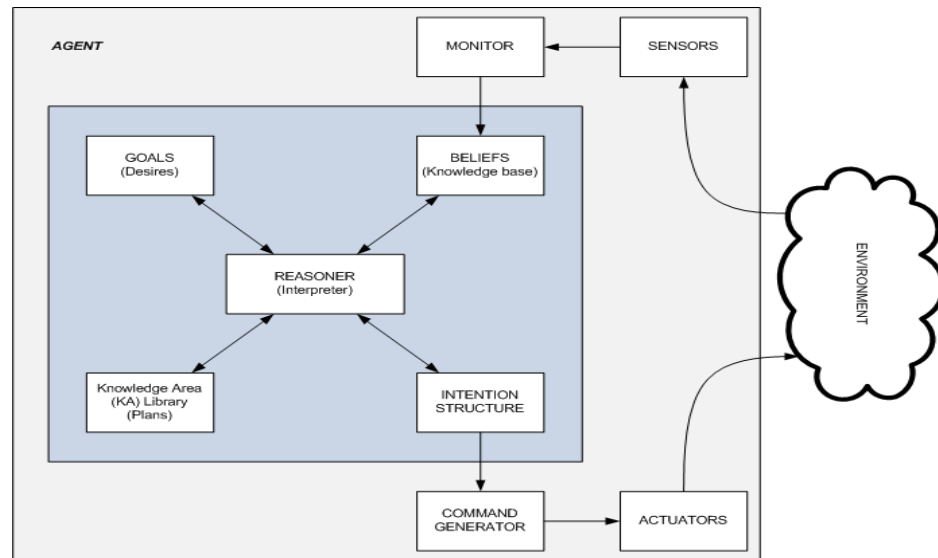 AGENT
MONITOR
SENSORS
GOALS
(Desires)
BELIEFS
(Knowledge base)
REASONER
(Interpreter)
ENVIRONMENT
Knowledge Area
(KA) Library
(Plans)
INTENTION
STRUCTURE
COMMAND
GENERATOR
ACTUATORS